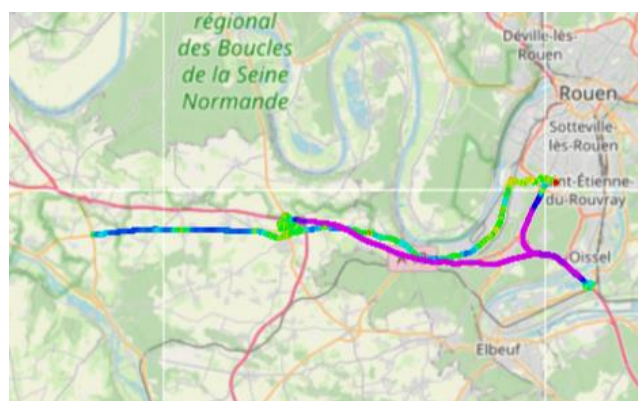 régional
des Boucles
de la Seine
Normande
Déville-lès-
Rouen
Rouen
Sotteville-
lès-Rouen
nt-Étienne-
du-Rouvray
Oissel
Elbeuf